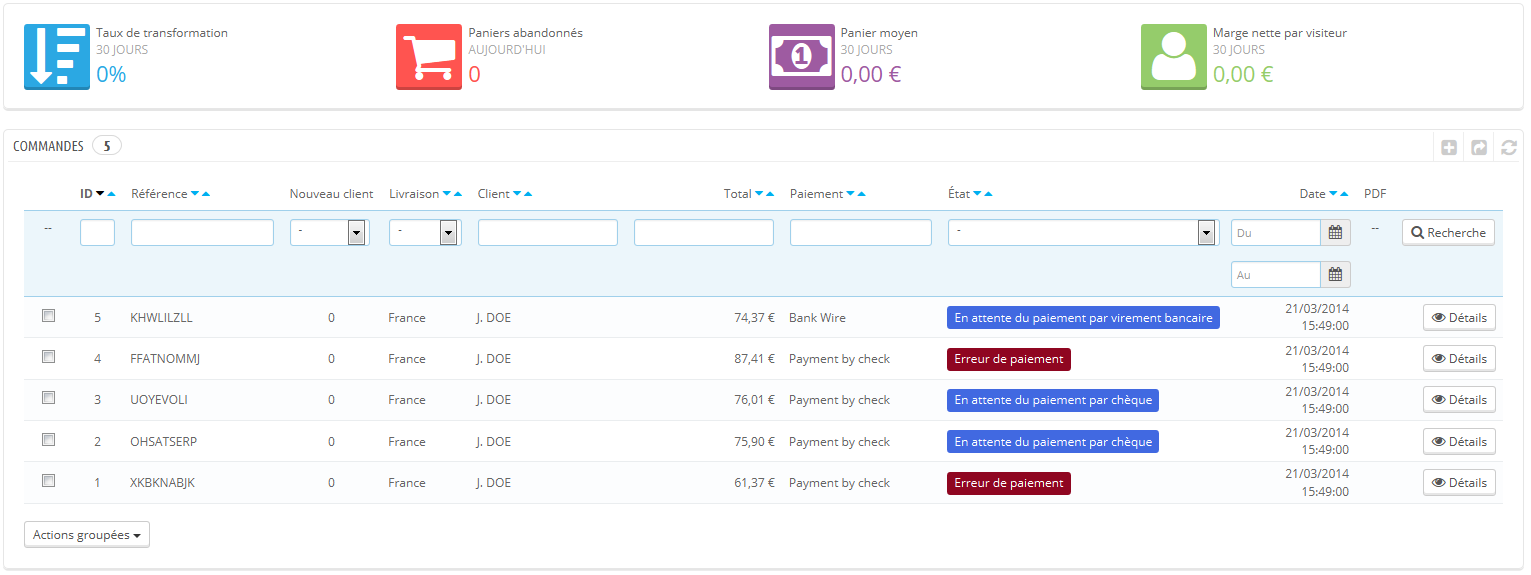 Taux de transformation
30 JOURS
0%
Paniers abandonnés
AUJOURD'HUI
0
1
Panier moyen
30 JOURS
0,00 €
Marge nette par visiteur
30 JOURS
0,00 €
COMMANDES 5
ID Référence Nouveau client Livraison Client Total Paiement État Date PDF
-- - - - Du -- Recherche
Au
5 KHWLILZLL 0 France J. DOE 74,37 € Bank Wire En attente du paiement par virement bancaire 21/03/2014 Détails
15:49:00
4 FFATNOMMJ 0 France J. DOE 87,41 € Payment by check Erreur de paiement 21/03/2014 Détails
15:49:00
3 UOYEVOLI 0 France J. DOE 76,01 € Payment by check En attente du paiement par chèque 21/03/2014 Détails
15:49:00
2 OHSATSERP 0 France J. DOE 75,90 € Payment by check En attente du paiement par chèque 21/03/2014 Détails
15:49:00
1 XKBKNABJK 0 France J. DOE 61,37 € Payment by check Erreur de paiement 21/03/2014 Détails
15:49:00
Actions groupées